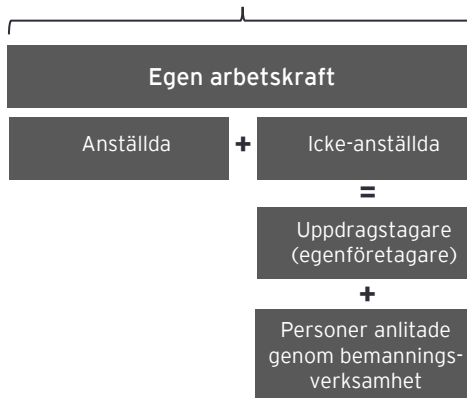 Egen arbetskraft
Anställda + Icke-anställda
=
Uppdragstagare
(egenföretagare)
+
Personer anlitade
genom bemannings-
verksamhet